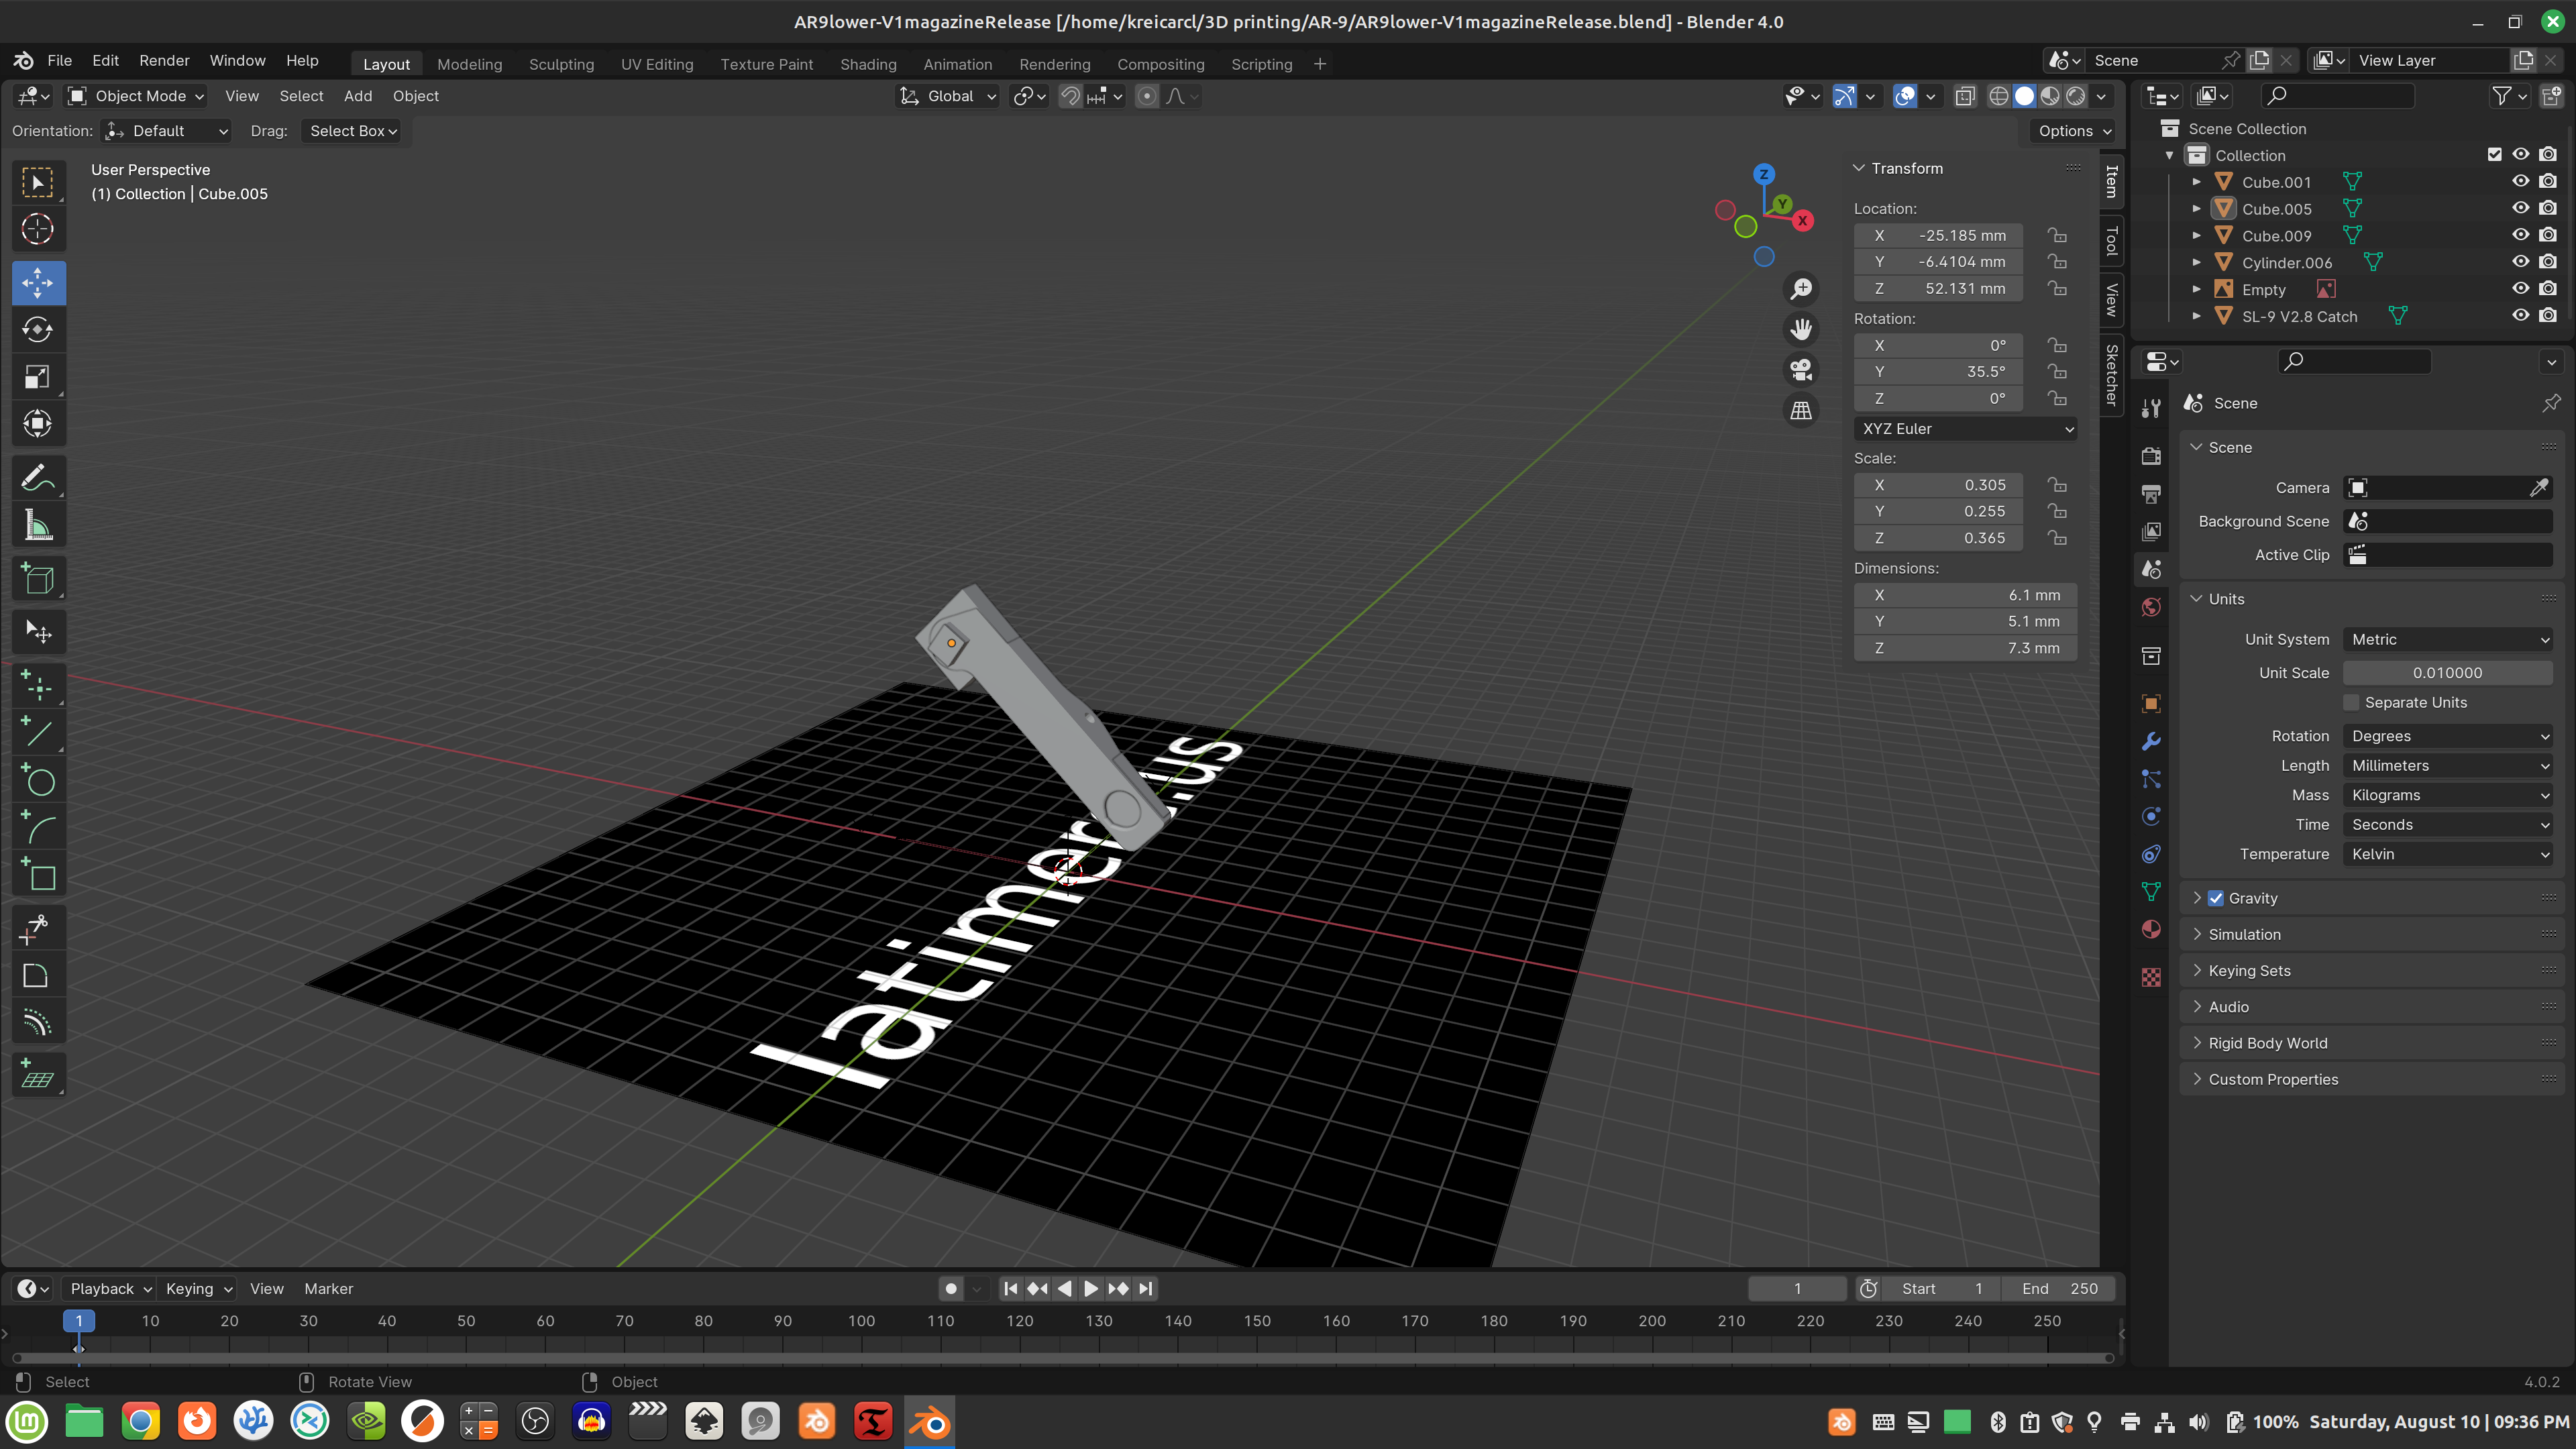 AR9lower-V1magazineRelease [/home/kreicarcl/3D printing/AR-9/AR9lower-V1magazineRelease.blend] - Blender 4.0
File Edit Render Window Help Layout Modeling Sculpting UV Editing Texture Paint Shading Animation Rendering Compositing Scripting + Scene View Layer
Object Mode View Select Add Object Global
Orientation: Default Drag: Select Box Options
User Perspective
(1) Collection | Cube.005
Z
Y
X
Transform
Location:
X -25.185 mm
Y -6.4104 mm
Z 52.131 mm
Rotation:
X 0°
Y 35.5°
Z 0°
XYZ Euler
Scale:
X 0.305
Y 0.255
Z 0.365
Dimensions:
X 6.1 mm
Y 5.1 mm
Z 7.3 mm
Item
Tool
View
Sketcher
Scene Collection
Collection
Cube.001
Cube.005
Cube.009
Cylinder.006
Empty
SL-9 V2.8 Catch
Scene
Scene
Camera
Background Scene
Active Clip
Units
Unit System Metric
Unit Scale 0.010000
Separate Units
Rotation Degrees
Length Millimeters
Mass Kilograms
Time Seconds
Temperature Kelvin
Gravity
Simulation
Keying Sets
Audio
Rigid Body World
Custom Properties
Playback Keying View Marker 1 Start 1 End 250
1 10 20 30 40 50 60 70 80 90 100 110 120 130 140 150 160 170 180 190 200 210 220 230 240 250
Select Rotate View Object 4.0.2
100% Saturday, August 10 | 09:36 PM